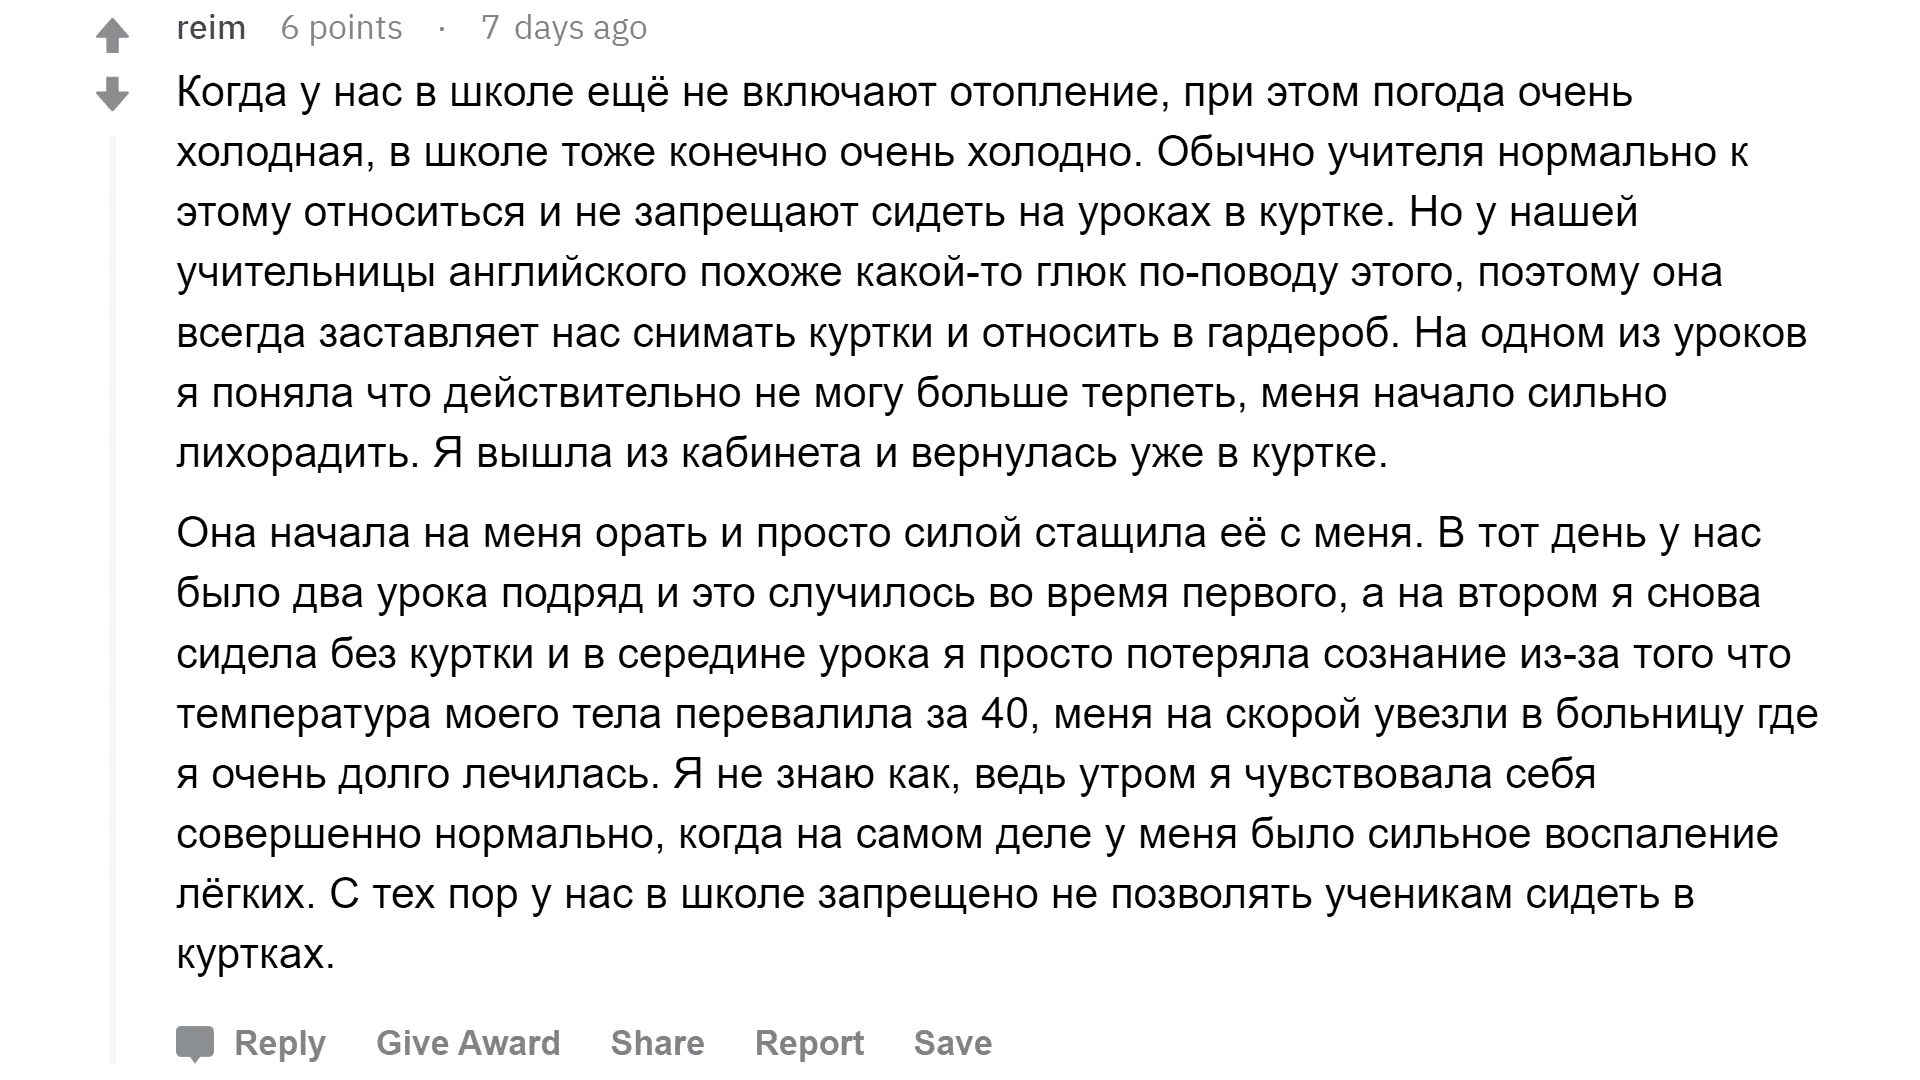 reim 6 points · 7 days ago
Когда у нас в школе ещё не включают отопление, при этом погода очень
холодная, в школе тоже конечно очень холодно. Обычно учителя нормально к
этому относиться и не запрещают сидеть на уроках в куртке. Но у нашей
учительницы английского похоже какой-то глюк по-поводу этого, поэтому она
всегда заставляет нас снимать куртки и относить в гардероб. На одном из уроков
я поняла что действительно не могу больше терпеть, меня начало сильно
лихорадить. Я вышла из кабинета и вернулась уже в куртке.
Она начала на меня орать и просто силой стащила её с меня. В тот день у нас
было два урока подряд и это случилось во время первого, а на втором я снова
сидела без куртки и в середине урока я просто потеряла сознание из-за того что
температура моего тела перевалила за 40, меня на скорой увезли в больницу где
я очень долго лечилась. Я не знаю как, ведь утром я чувствовала себя
совершенно нормально, когда на самом деле у меня было сильное воспаление
лёгких. С тех пор у нас в школе запрещено не позволять ученикам сидеть в
куртках.
Reply Give Award Share Report Save